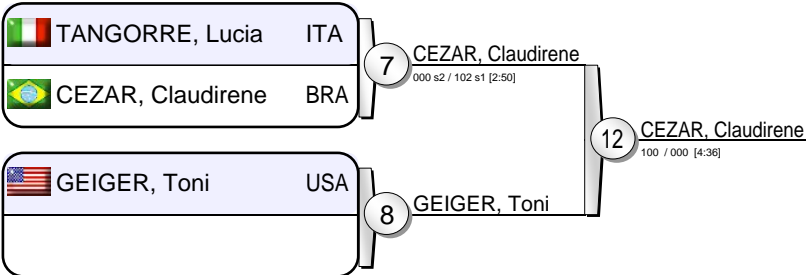 TANGORRE, Lucia ITA
CEZAR, Claudirene BRA
7
CEZAR, Claudirene
000 s2 / 102 s1 [2:50]
12
CEZAR, Claudirene
100 / 000 [4:36]
GEIGER, Toni USA
8
GEIGER, Toni